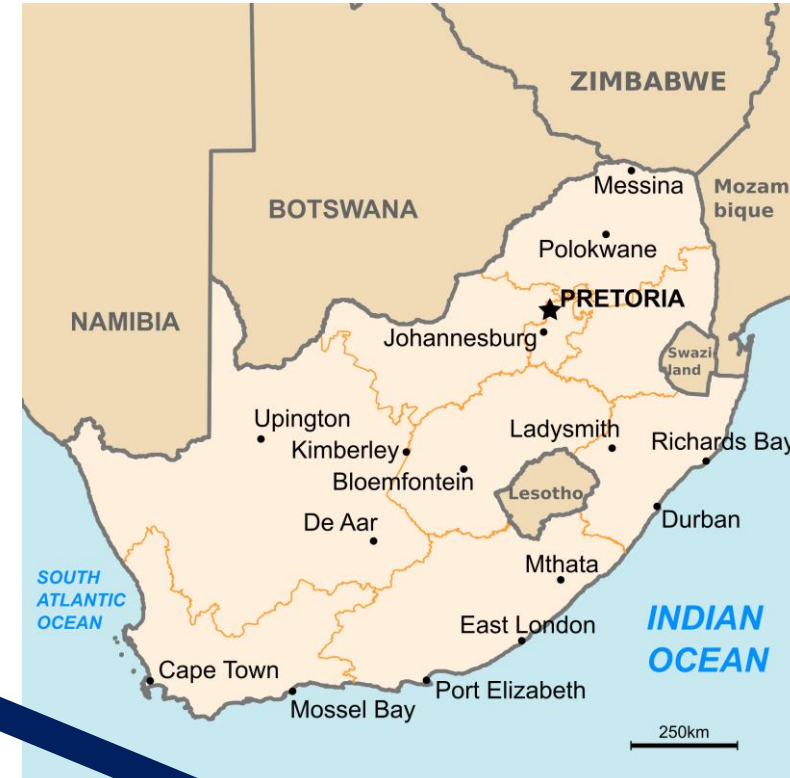 ZIMBABWE
Messina
Mozam
bique
BOTSWANA
Polokwane
PRETORIA
NAMIBIA
Johannesburg
Swazi
land
Upington
Ladysmith
Kimberley
Richards Bay
Bloemfontein
Lesotho
De Aar
Durban
Mthata
SOUTH
ATLANTIC
OCEAN
East London
INDIAN
OCEAN
Cape Town
Port Elizabeth
Mossel Bay
250km